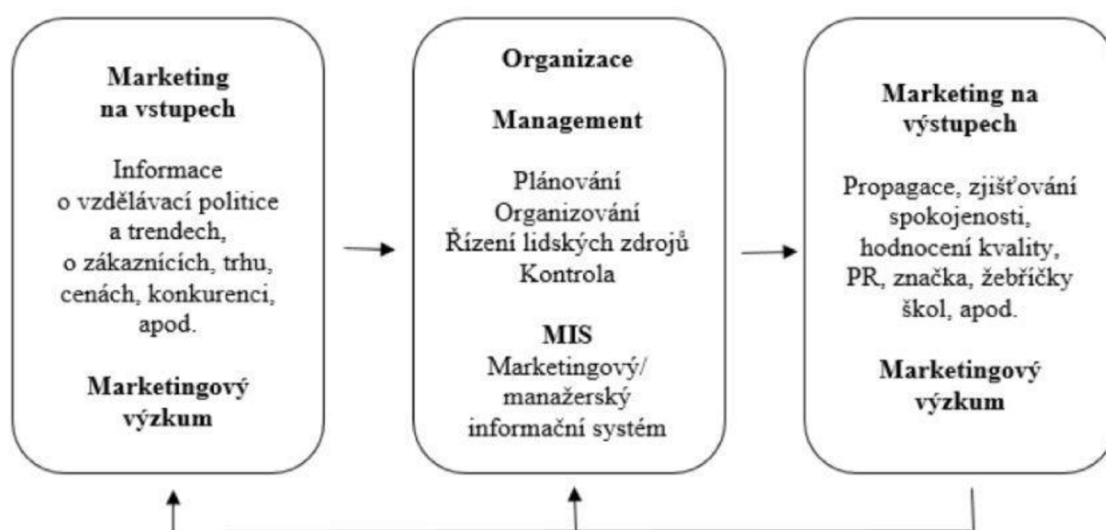 Marketing
na vstupech
Informace
o vzdělávací politice
a trendech,
o zákaznících, trhu,
cenách, konkurenci,
apod.
Marketingový
výzkum
Organizace
Management
Plánování
Organizování
Řízení lidských zdrojů
Kontrola
MIS
Marketingový/
manažerský
informační systém
Marketing na
výstupech
Propagace, zjišťování
spokojenosti,
hodnocení kvality,
PR, značka, žebříčky
škol, apod.
Marketingový
výzkum